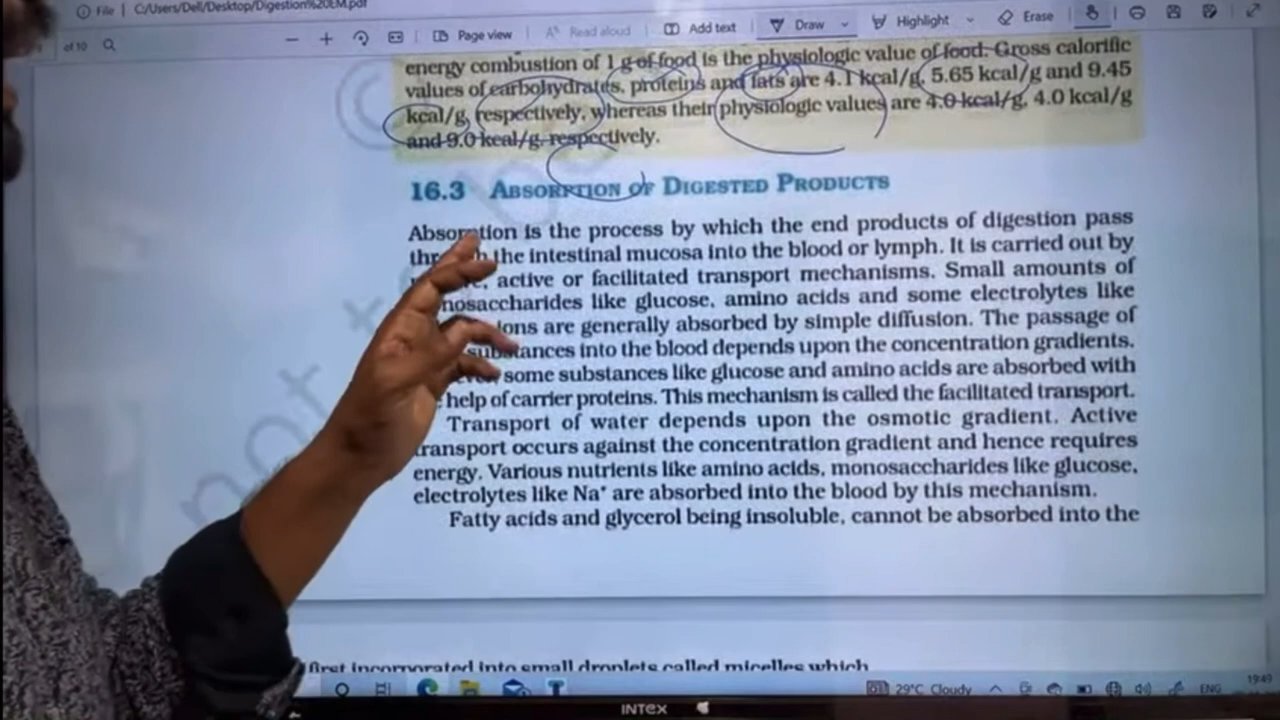 File | C:/Users/Dell/Desktop/Digestion%20EM.pdf
of 10 Page view Read aloud Add text Draw Highlight Erase
energy combustion of 1 g of food is the physiologic value of food. Gross calorific
values of carbohydrates, proteins and fats are 4.1 kcal/g, 5.65 kcal/g and 9.45
kcal/g, respectively, whereas their physiologic values are 4.0 kcal/g, 4.0 kcal/g
and 9.0 kcal/g, respectively.
16.3 ABSORPTION OF DIGESTED PRODUCTS
Absorption is the process by which the end products of digestion pass
the intestinal mucosa into the blood or lymph. It is carried out by
active or facilitated transport mechanisms. Small amounts of
nosaccharides like glucose, amino acids and some electrolytes like
ions are generally absorbed by simple diffusion. The passage of
substances into the blood depends upon the concentration gradients.
some substances like glucose and amino acids are absorbed with
help of carrier proteins. This mechanism is called the facilitated transport.
Transport of water depends upon the osmotic gradient. Active
transport occurs against the concentration gradient and hence requires
energy. Various nutrients like amino acids, monosaccharides like glucose,
electrolytes like Na⁺ are absorbed into the blood by this mechanism.
Fatty acids and glycerol being insoluble, cannot be absorbed into the
first incorporated into small droplets called micelles which
29°C Cloudy ENG 19:49
INTEX
not t